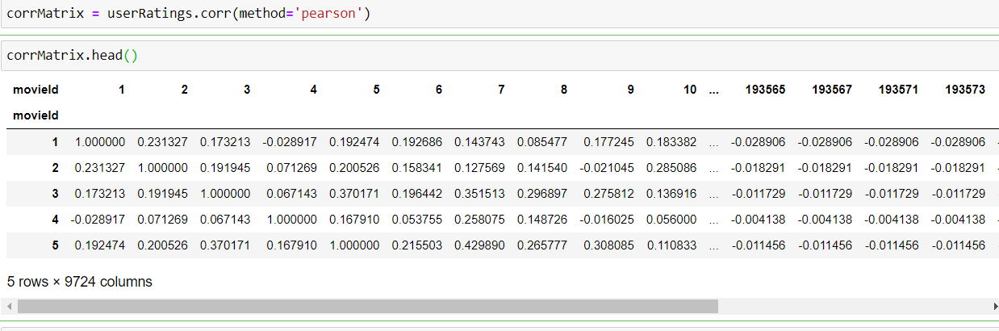 corrMatrix = userRatings.corr(method='pearson')
corrMatrix.head()
movieId 1 2 3 4 5 6 7 8 9 10 ... 193565 193567 193571 193573
movieId
1 1.000000 0.231327 0.173213 -0.028917 0.192474 0.192686 0.143743 0.085477 0.177245 0.183382 ... -0.028906 -0.028906 -0.028906 -0.028906 -
2 0.231327 1.000000 0.191945 0.071269 0.200526 0.158341 0.127569 0.141540 -0.021045 0.285086 ... -0.018291 -0.018291 -0.018291 -0.018291 -
3 0.173213 0.191945 1.000000 0.067143 0.370171 0.196442 0.351513 0.296897 0.275812 0.136916 ... -0.011729 -0.011729 -0.011729 -0.011729 -
4 -0.028917 0.071269 0.067143 1.000000 0.167910 0.053755 0.258075 0.148726 -0.016025 0.056000 ... -0.004138 -0.004138 -0.004138 -0.004138 -
5 0.192474 0.200526 0.370171 0.167910 1.000000 0.215503 0.429890 0.265777 0.308085 0.110833 ... -0.011456 -0.011456 -0.011456 -0.011456 -
5 rows × 9724 columns